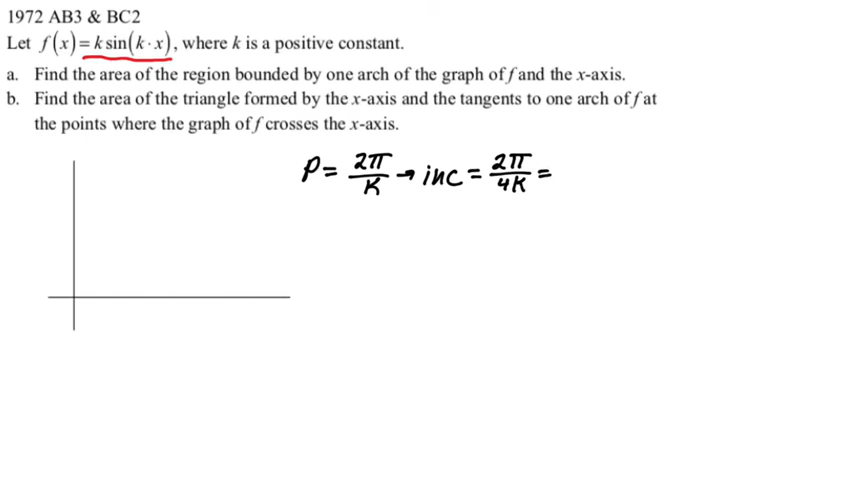 1972 AB3 & BC2
Let f(x)=k sin(k·x), where k is a positive constant.
a. Find the area of the region bounded by one arch of the graph of f and the x-axis.
b. Find the area of the triangle formed by the x-axis and the tangents to one arch of f at
the points where the graph of f crosses the x-axis.
P = 2π/K → inc = 2π/4K =